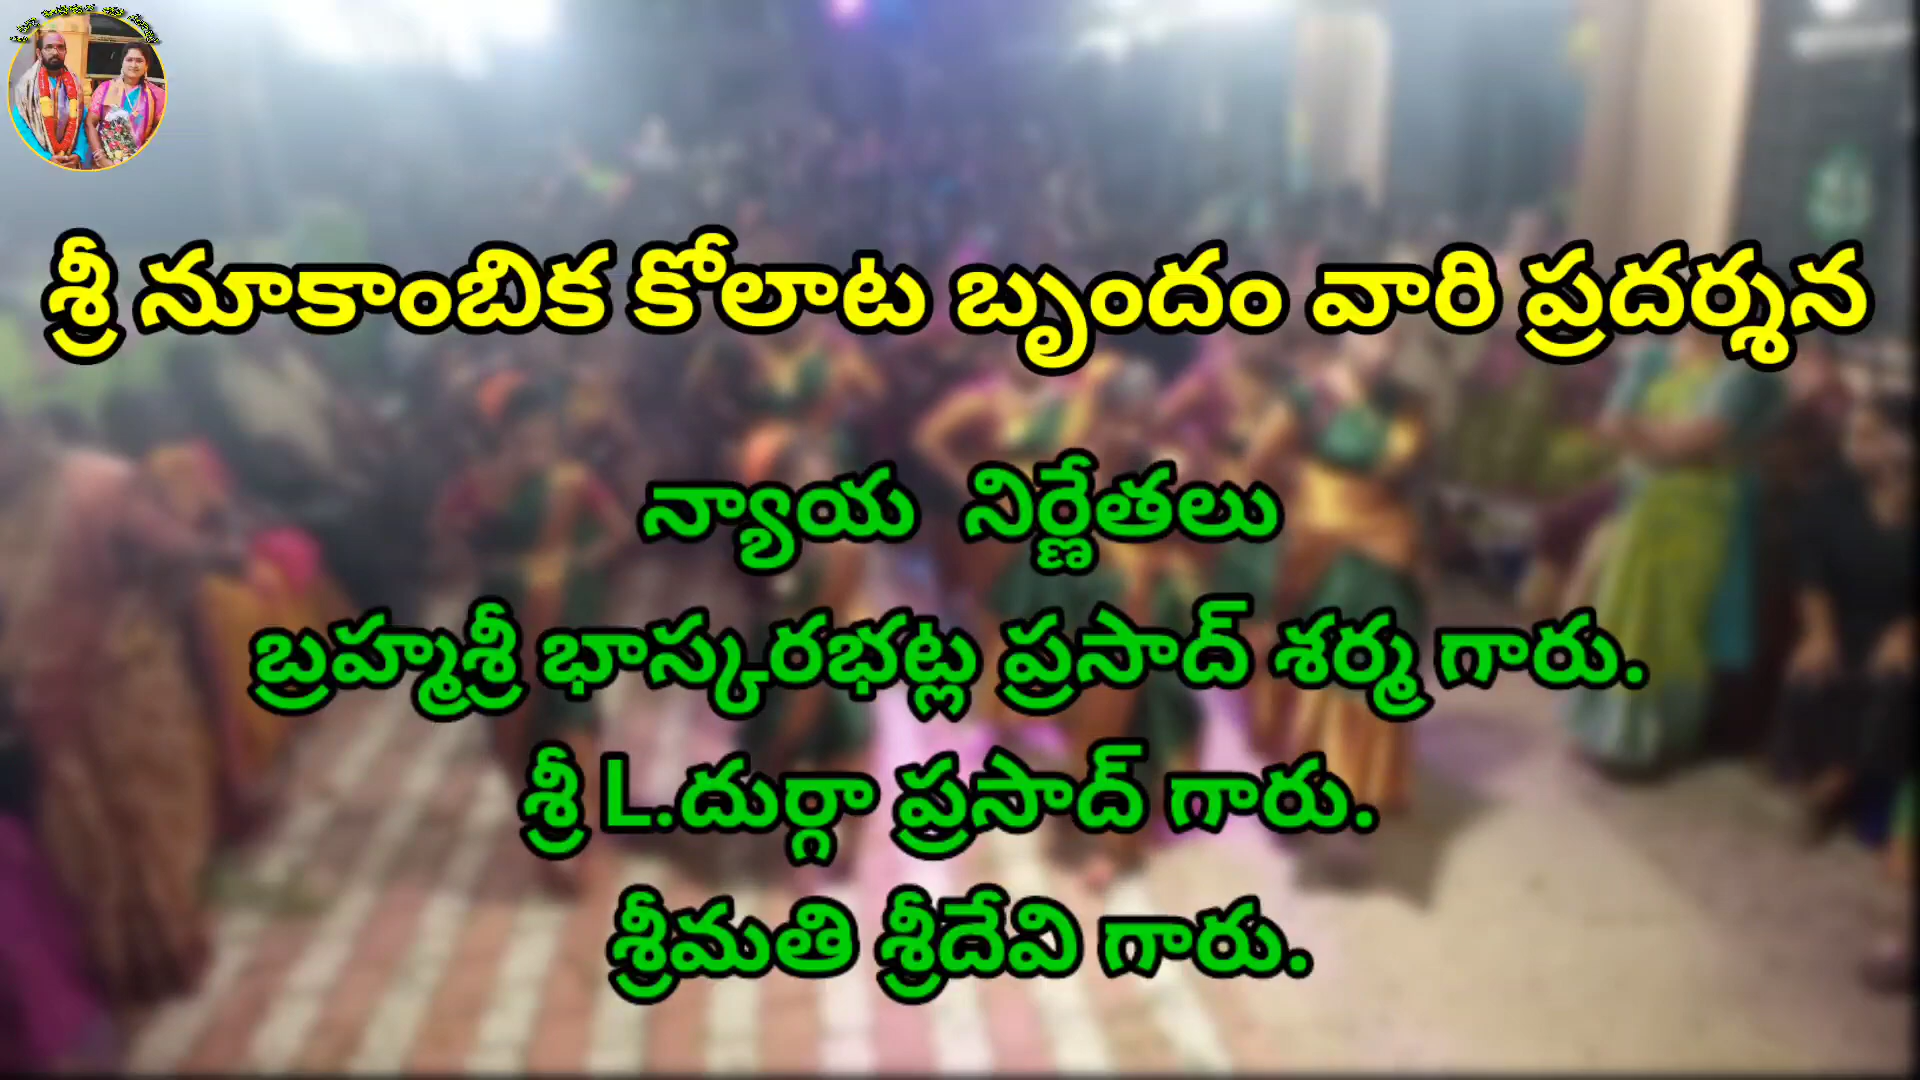 శ్రీ నూకాంబిక కోలాట బృందం వారి ప్రదర్శన
న్యాయ నిర్ణేతలు
బ్రహ్మశ్రీ భాస్కరభట్ల ప్రసాద్ శర్మ గారు.
శ్రీ L.దుర్గా ప్రసాద్ గారు.
శ్రీమతి శ్రీదేవి గారు.